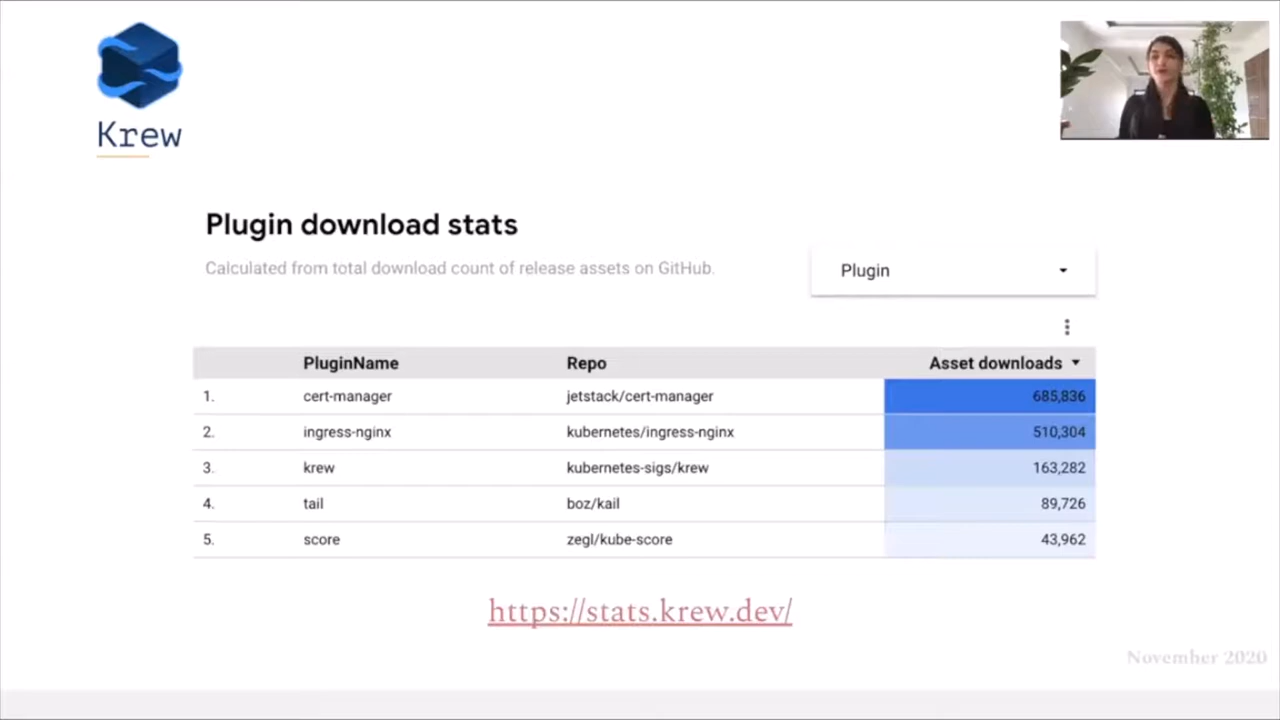 Krew
Plugin download stats
Calculated from total download count of release assets on GitHub.
Plugin
PluginName Repo Asset downloads
1. cert-manager jetstack/cert-manager 685,836
2. ingress-nginx kubernetes/ingress-nginx 510,304
3. krew kubernetes-sigs/krew 163,282
4. tail boz/kail 89,726
5. score zegl/kube-score 43,962
https://stats.krew.dev/
November 2020